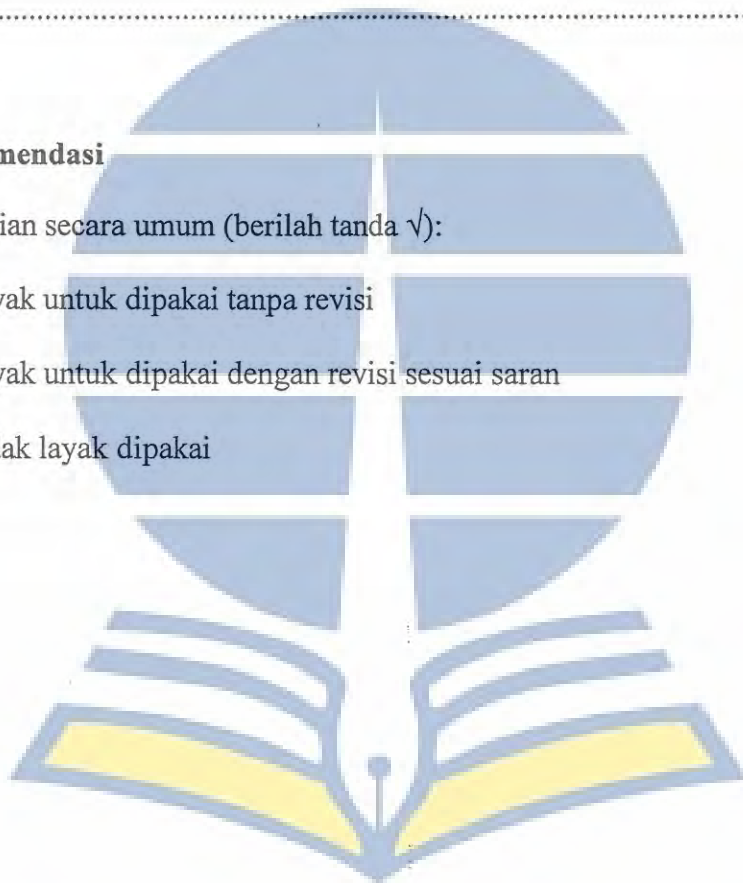 mendasi
ian secara umum (berilah tanda √):
yak untuk dipakai tanpa revisi
yak untuk dipakai dengan revisi sesuai saran
ak layak dipakai